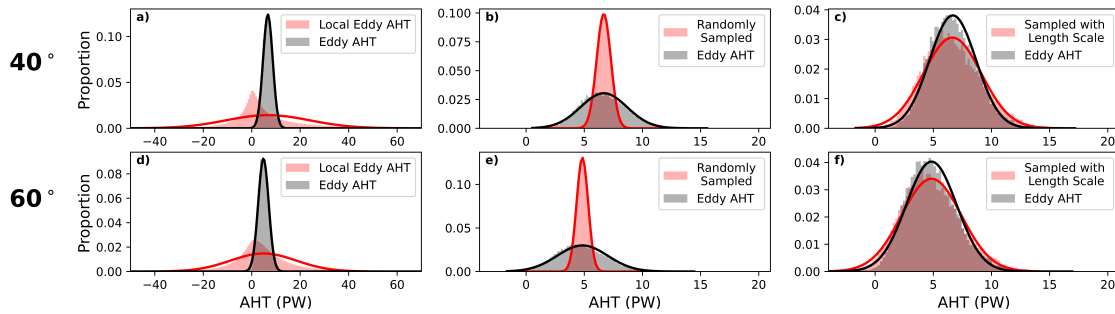 40°
a)
Local Eddy AHT
Eddy AHT
Proportion
0.10
0.05
0.00
−40 −20 0 20 40 60
b)
Randomly
Sampled
Eddy AHT
0.100
0.075
0.050
0.025
0.000
0 5 10 15 20
c)
Sampled with
Length Scale
Eddy AHT
0.04
0.03
0.02
0.01
0.00
0 5 10 15 20
60°
d)
Local Eddy AHT
Eddy AHT
Proportion
0.08
0.06
0.04
0.02
0.00
−40 −20 0 20 40 60
AHT (PW)
e)
Randomly
Sampled
Eddy AHT
0.15
0.10
0.05
0.00
0 5 10 15 20
AHT (PW)
f)
Sampled with
Length Scale
Eddy AHT
0.04
0.03
0.02
0.01
0.00
0 5 10 15 20
AHT (PW)